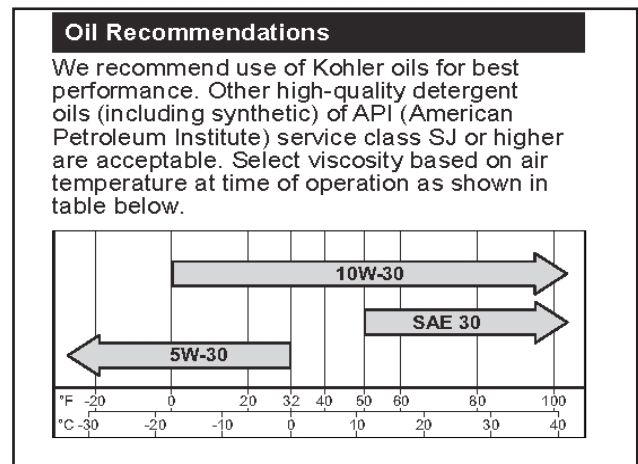 Oil Recommendations
We recommend use of Kohler oils for best
performance. Other high-quality detergent
oils (including synthetic) of API (American
Petroleum Institute) service class SJ or higher
are acceptable. Select viscosity based on air
temperature at time of operation as shown in
table below.
10W-30
SAE 30
5W-30
°F -20 0 20 32 40 50 60 80 100
°C -30 -20 -10 0 10 20 30 40